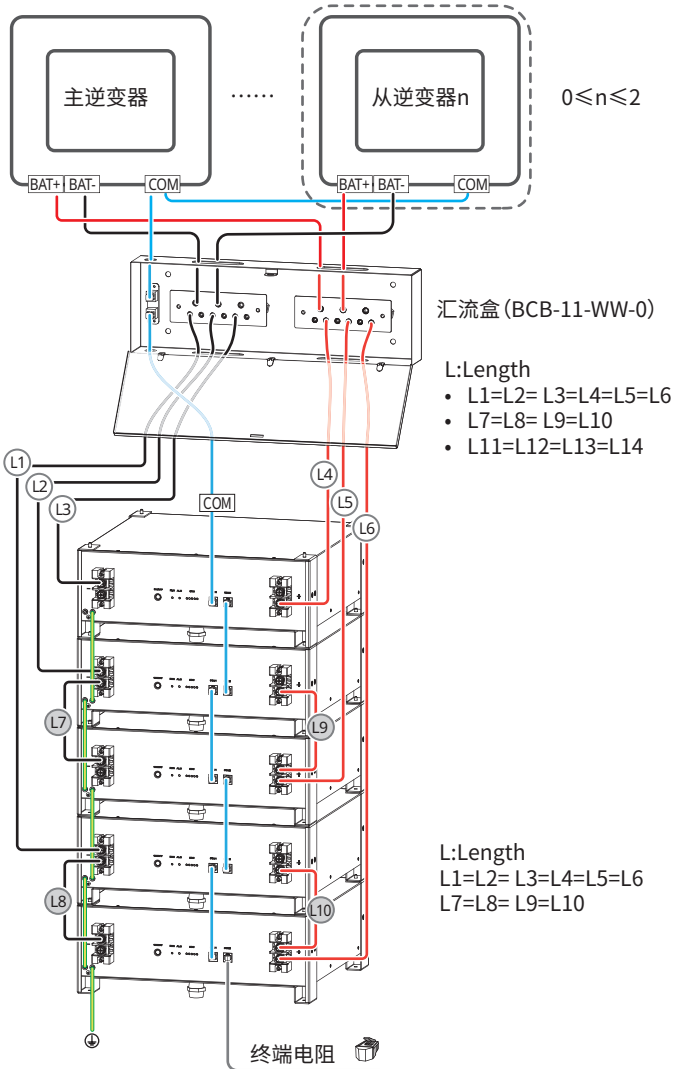 主逆变器
……
从逆变器n
0≤n≤2
BAT+
BAT-
COM
BAT+
BAT-
COM
汇流盒（BCB-11-WW-0）
L:Length
• L1=L2= L3=L4=L5=L6
• L7=L8= L9=L10
• L11=L12=L13=L14
L1
L2
L3
L4
L5
L6
COM
L7
L9
L8
L10
L:Length
L1=L2= L3=L4=L5=L6
L7=L8= L9=L10
终端电阻